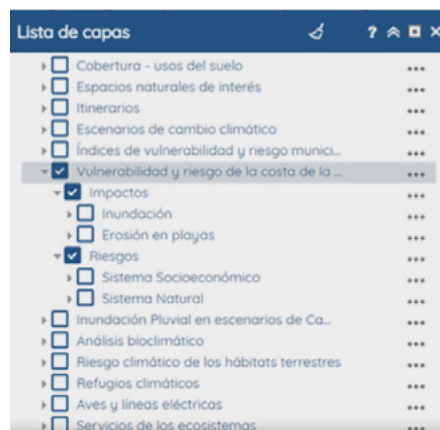 Lista de capas ?
Cobertura - usos del suelo
Espacios naturales de interés
Itinerarios
Escenarios de cambio climático
Índices de vulnerabilidad y riesgo munici...
Vulnerabilidad y riesgo de la costa de la ...
Impactos
Inundación
Erosión en playas
Riesgos
Sistema Socioeconómico
Sistema Natural
Inundación Pluvial en escenarios de Ca...
Análisis bioclimático
Riesgo climático de los hábitats terrestres
Refugios climáticos
Aves y líneas eléctricas
Servicios de los ecosistemas